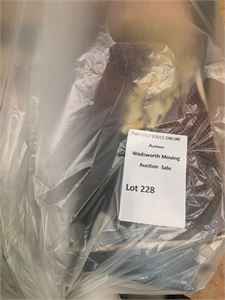 TWO OLD SOULS ONLINE
Auctions
Wadsworth Moving
Auction Sale
Lot 228